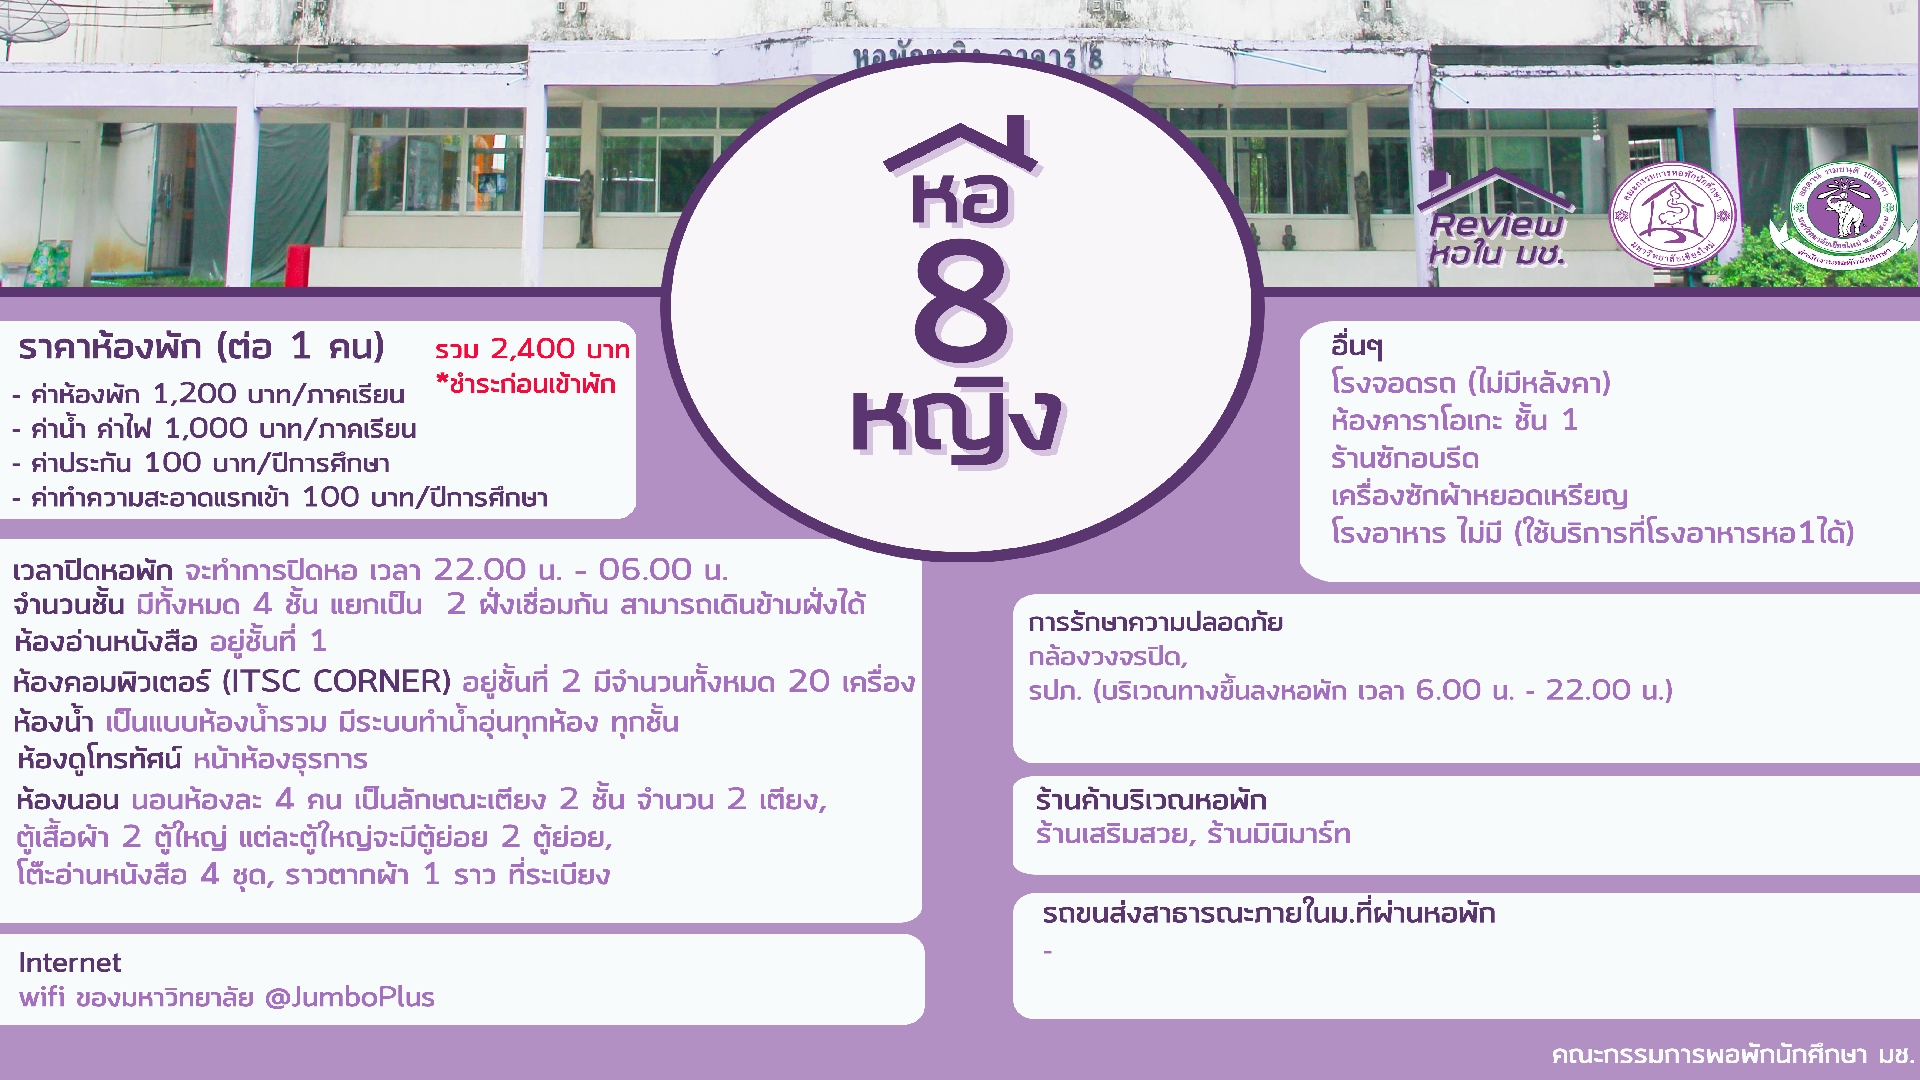 หอ
8
หญิง
Review
หอใน มช.
ราคาห้องพัก (ต่อ 1 คน)
รวม 2,400 บาท
*ชำระก่อนเข้าพัก
- ค่าห้องพัก 1,200 บาท/ภาคเรียน
- ค่าน้ำ ค่าไฟ 1,000 บาท/ภาคเรียน
- ค่าประกัน 100 บาท/ปีการศึกษา
- ค่าทำความสะอาดแรกเข้า 100 บาท/ปีการศึกษา
เวลาปิดหอพัก จะทำการปิดหอ เวลา 22.00 น. - 06.00 น.
จำนวนชั้น มีทั้งหมด 4 ชั้น แยกเป็น 2 ฝั่งเชื่อมกัน สามารถเดินข้ามฝั่งได้
ห้องอ่านหนังสือ อยู่ชั้นที่ 1
ห้องคอมพิวเตอร์ (ITSC CORNER) อยู่ชั้นที่ 2 มีจำนวนทั้งหมด 20 เครื่อง
ห้องน้ำ เป็นแบบห้องน้ำรวม มีระบบทำน้ำอุ่นทุกห้อง ทุกชั้น
ห้องดูโทรทัศน์ หน้าห้องธุรการ
ห้องนอน นอนห้องละ 4 คน เป็นลักษณะเตียง 2 ชั้น จำนวน 2 เตียง,
ตู้เสื้อผ้า 2 ตู้ใหญ่ แต่ละตู้ใหญ่จะมีตู้ย่อย 2 ตู้ย่อย,
โต๊ะอ่านหนังสือ 4 ชุด, ราวตากผ้า 1 ราว ที่ระเบียง
Internet
wifi ของมหาวิทยาลัย @JumboPlus
อื่นๆ
โรงจอดรถ (ไม่มีหลังคา)
ห้องคาราโอเกะ ชั้น 1
ร้านซักอบรีด
เครื่องซักผ้าหยอดเหรียญ
โรงอาหาร ไม่มี (ใช้บริการที่โรงอาหารหอ1ได้)
การรักษาความปลอดภัย
กล้องวงจรปิด,
รปภ. (บริเวณทางขึ้นลงหอพัก เวลา 6.00 น. - 22.00 น.)
ร้านค้าบริเวณหอพัก
ร้านเสริมสวย, ร้านมินิมาร์ท
รถขนส่งสาธารณะภายในม.ที่ผ่านหอพัก
-
คณะกรรมการพอพักนักศึกษา มช.